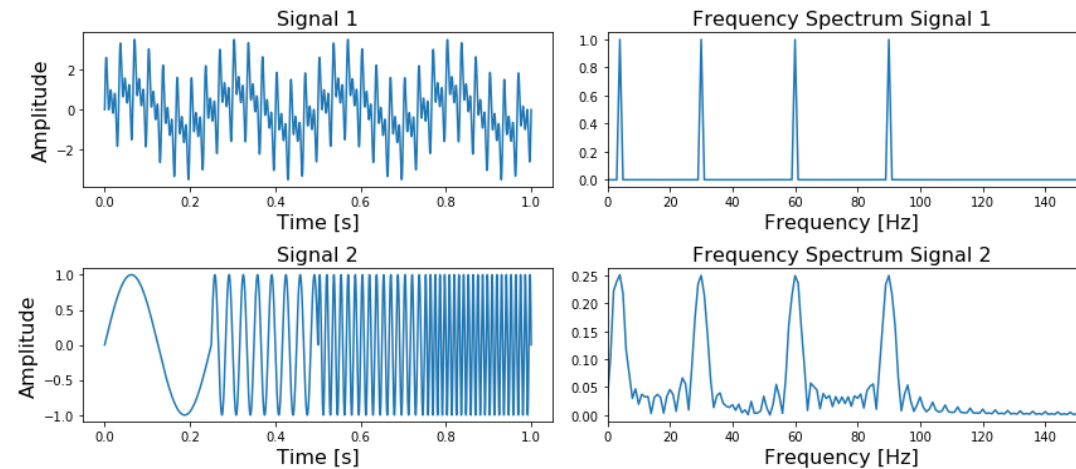 Signal 1
Frequency Spectrum Signal 1
Amplitude
2
0
−2
0.0 0.2 0.4 0.6 0.8 1.0
Time [s]
1.0
0.8
0.6
0.4
0.2
0.0
0 20 40 60 80 100 120 140
Frequency [Hz]
Signal 2
Frequency Spectrum Signal 2
Amplitude
1.0
0.5
0.0
−0.5
−1.0
0.0 0.2 0.4 0.6 0.8 1.0
Time [s]
0.25
0.20
0.15
0.10
0.05
0.00
0 20 40 60 80 100 120 140
Frequency [Hz]